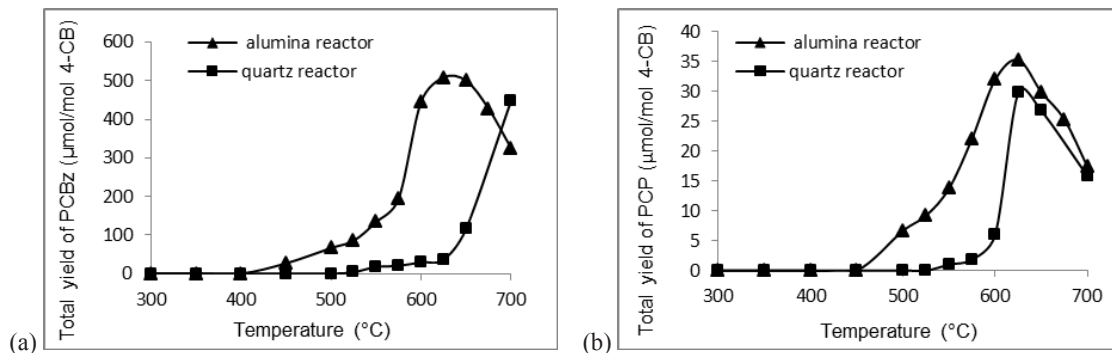 (a)
Total yield of PCBz (µmol/mol 4-CB)
600
500
400
300
200
100
0
alumina reactor
quartz reactor
300 400 500 600 700
Temperature (°C)
(b)
Total yield of PCP (µmol/mol 4-CB)
40
35
30
25
20
15
10
5
0
alumina reactor
quartz reactor
300 400 500 600 700
Temperature (°C)